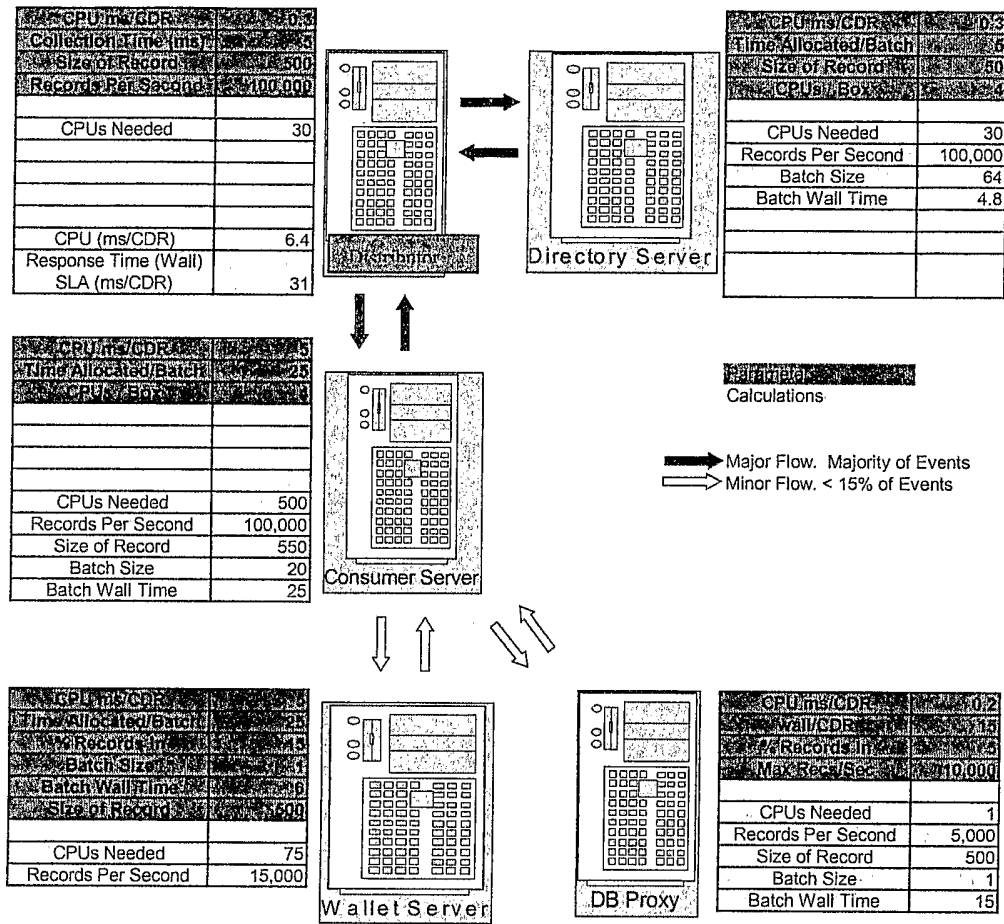 CPU ms/CDR 0.3
Collection Time (ms) 5
Size of Record 500
Records Per Second 100,000
CPUs Needed 30
CPU (ms/CDR) 6.4
Response Time (Wall)
SLA (ms/CDR) 31
Distributor
Directory Server
CPU ms/CDR 0.3
Time Allocated/Batch
Size of Record 50
CPUs / Box 4
CPUs Needed 30
Records Per Second 100,000
Batch Size 64
Batch Wall Time 4.8
CPU ms/CDR 5
Time Allocated/Batch 25
CPUs / Box
CPUs Needed 500
Records Per Second 100,000
Size of Record 550
Batch Size 20
Batch Wall Time 25
Consumer Server
Calculations
Major Flow. Majority of Events
Minor Flow. < 15% of Events
CPU ms/CDR
Time Allocated/Batch 25
% Records In 15
Batch Size 1
Batch Wall Time
Size of Record 500
CPUs Needed 75
Records Per Second 15,000
Wallet Server
DB Proxy
CPU ms/CDR 0.2
Wall/CDR 15
% Records In 5
Max Recs/Sec 10,000
CPUs Needed 1
Records Per Second 5,000
Size of Record 500
Batch Size 1
Batch Wall Time 15